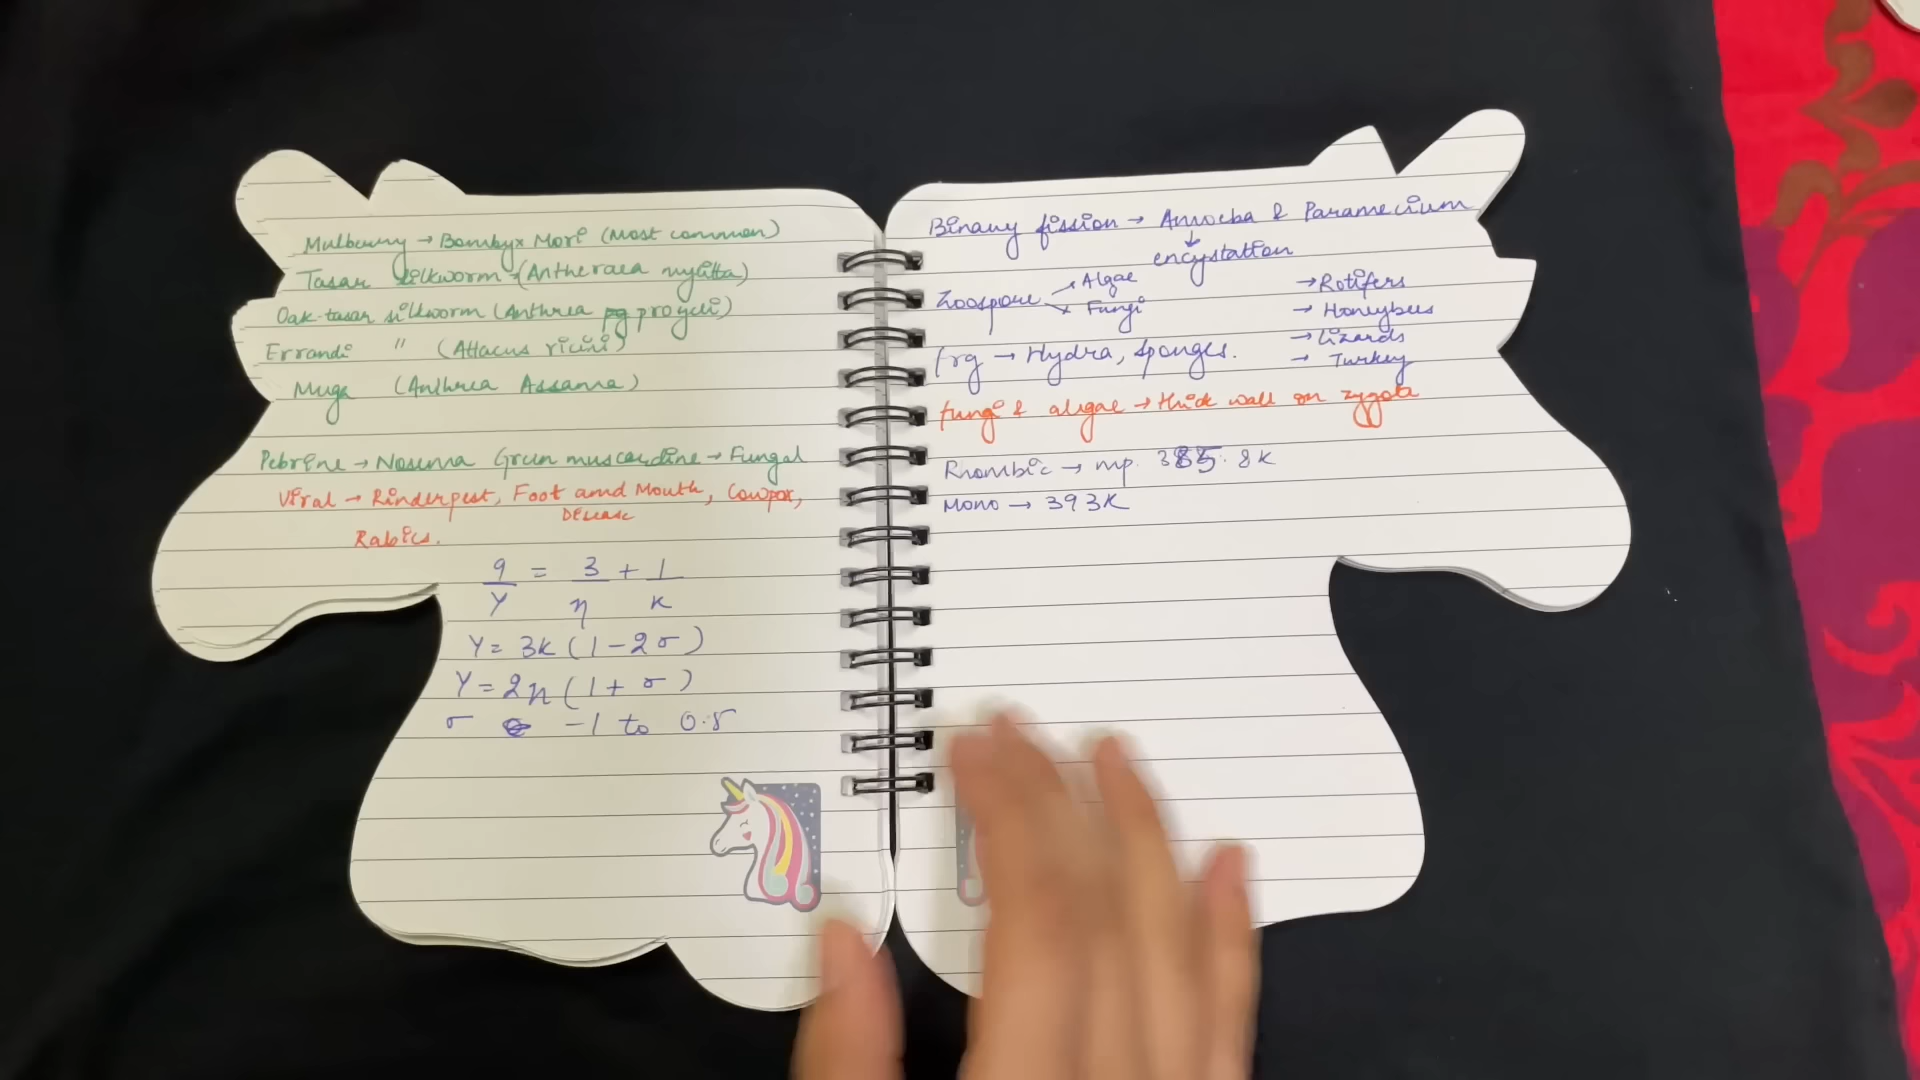 Mulberry → Bombyx Mori (Most common)
Tasar silkworm → (Antheraea mylitta)
Oak-tasar silkworm (Anthrea proylei)
Errandi " (Attacus ricini)
Muga (Anthrea Assama)
Pebrine → Nosema Green muscardine → Fungal
Viral → Rinderpest, Foot and Mouth, Cowpox,
Disease
Rabies.
9/Y = 3/η + 1/K
Y = 3K (1 - 2σ)
Y = 2η (1 + σ)
σ -1 to 0.5
Binary fission → Amoeba & Paramecium
↓
encystation
Zoospore → Algae
→ Fungi
frg → Hydra, sponges.
→ Rotifers
→ Honeybees
→ Lizards
→ Turkey
fungi & algae → thick wall on zygote
Rhombic → mp. 385.8K
Mono → 393K